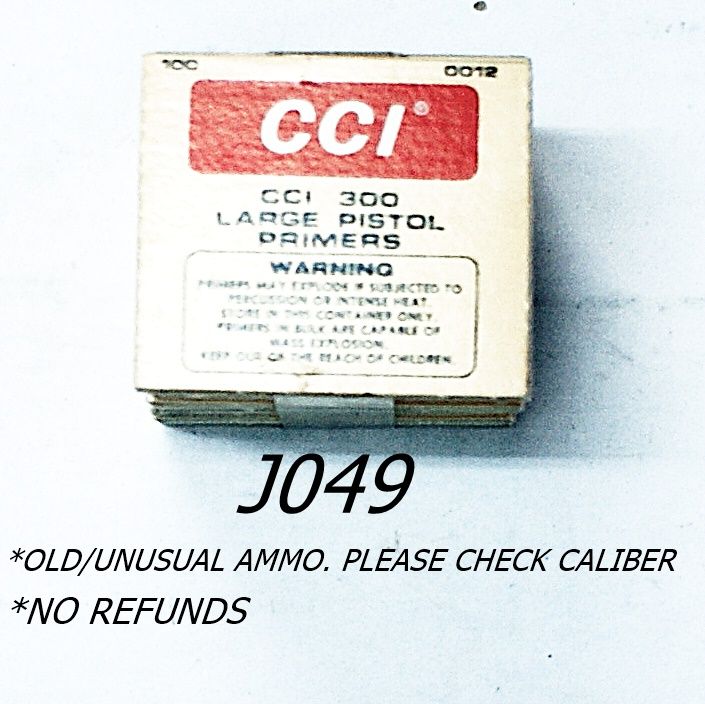 100 0012
CCI®
CCI 300
LARGE PISTOL
PRIMERS
WARNING
PRIMERS MAY EXPLODE IF SUBJECTED TO
PERCUSSION OR INTENSE HEAT.
STORE IN THIS CONTAINER ONLY.
PRIMERS IN BULK ARE CAPABLE OF
MASS EXPLOSION.
KEEP OUT OF THE REACH OF CHILDREN.
J049
*OLD/UNUSUAL AMMO. PLEASE CHECK CALIBER
*NO REFUNDS